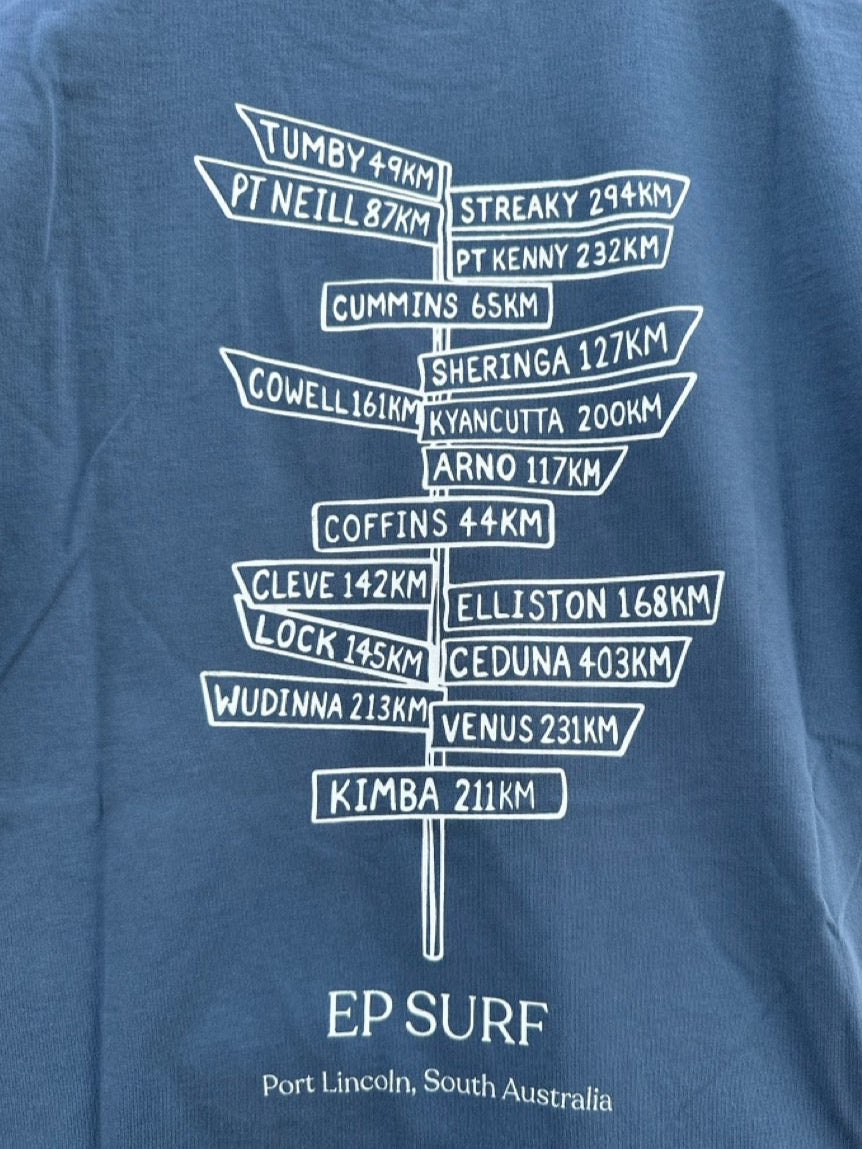 TUMBY 49KM
PT NEILL 87KM
STREAKY 294KM
PT KENNY 232KM
CUMMINS 65KM
SHERINGA 127KM
COWELL 161KM
KYANCUTTA 200KM
ARNO 117KM
COFFINS 44KM
CLEVE 142KM
ELLISTON 168KM
LOCK 145KM
CEDUNA 403KM
WUDINNA 213KM
VENUS 231KM
KIMBA 211KM
EP SURF
Port Lincoln, South Australia